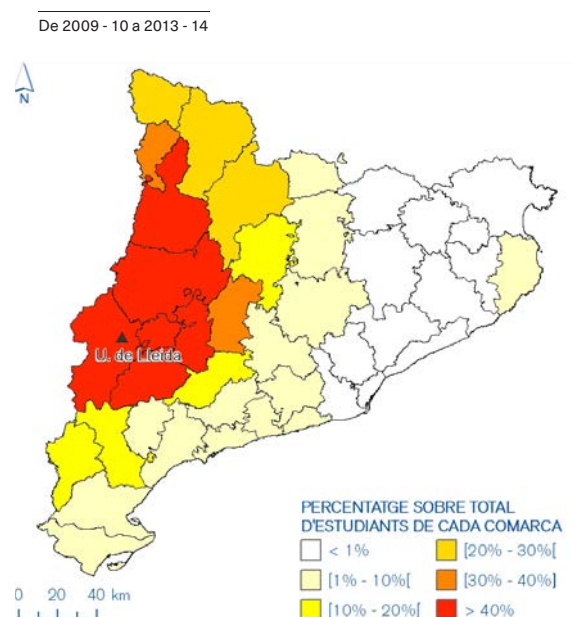 De 2009 - 10 a 2013 - 14
N
U. de Lleida
PERCENTATGE SOBRE TOTAL
D'ESTUDIANTS DE CADA COMARCA
< 1%
[1% - 10%[
[10% - 20%[
[20% - 30%[
[30% - 40%]
> 40%
0 20 40 km